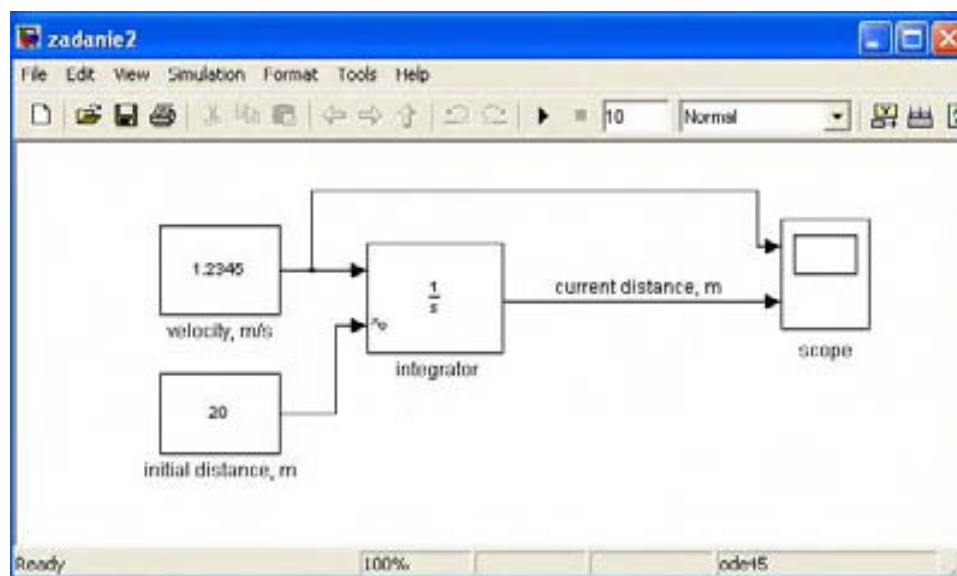 zadanie2
File Edit View Simulation Format Tools Help
10 Normal
1.2345
velocity, m/s
1
s
xo
integrator
current distance, m
scope
20
initial distance, m
Ready 100% ode45